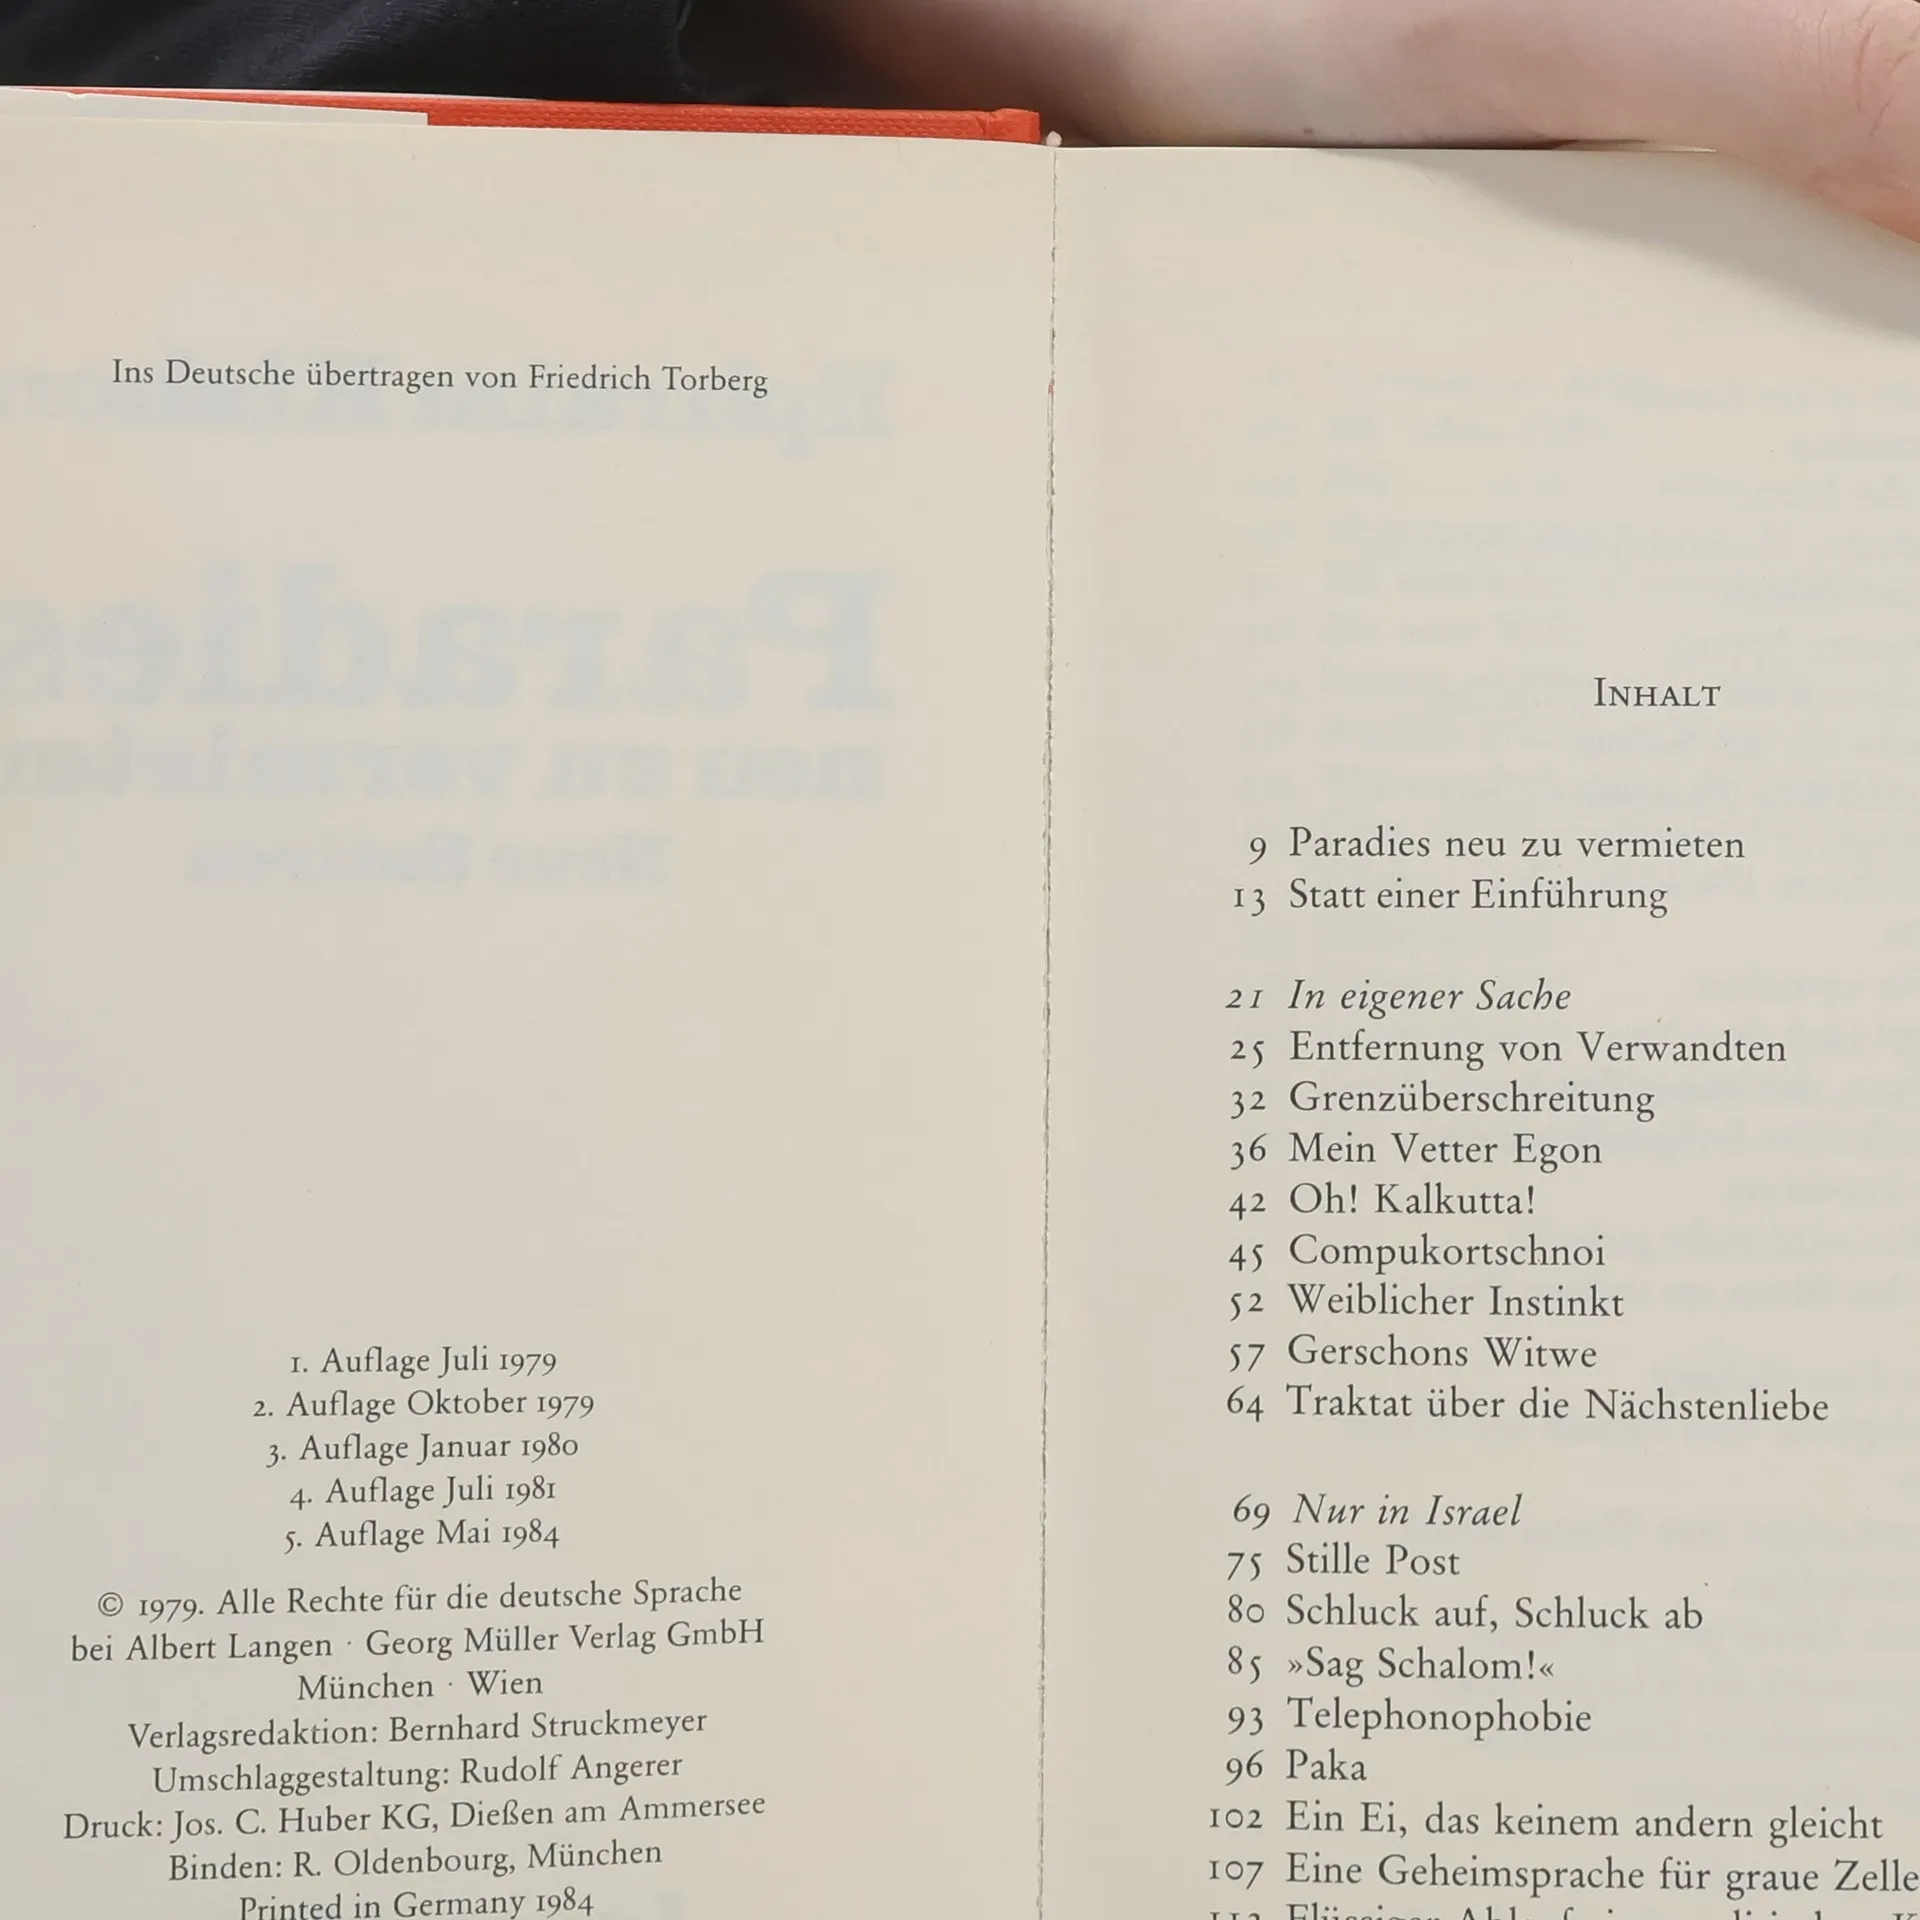 Ins Deutsche übertragen von Friedrich Torberg
1. Auflage Juli 1979
2. Auflage Oktober 1979
3. Auflage Januar 1980
4. Auflage Juli 1981
5. Auflage Mai 1984
© 1979. Alle Rechte für die deutsche Sprache
bei Albert Langen · Georg Müller Verlag GmbH
München · Wien
Verlagsredaktion: Bernhard Struckmeyer
Umschlaggestaltung: Rudolf Angerer
Druck: Jos. C. Huber KG, Dießen am Ammersee
Binden: R. Oldenbourg, München
Printed in Germany 1984
INHALT
9 Paradies neu zu vermieten
13 Statt einer Einführung
21 In eigener Sache
25 Entfernung von Verwandten
32 Grenzüberschreitung
36 Mein Vetter Egon
42 Oh! Kalkutta!
45 Compukortschnoi
52 Weiblicher Instinkt
57 Gerschons Witwe
64 Traktat über die Nächstenliebe
69 Nur in Israel
75 Stille Post
80 Schluck auf, Schluck ab
85 »Sag Schalom!«
93 Telephonophobie
96 Paka
102 Ein Ei, das keinem andern gleicht
107 Eine Geheimsprache für graue Zelle